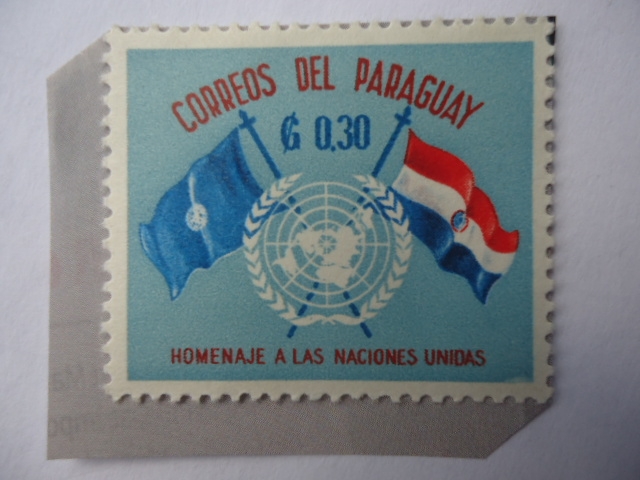 CORREOS DEL PARAGUAY
₲ 0.30
HOMENAJE A LAS NACIONES UNIDAS